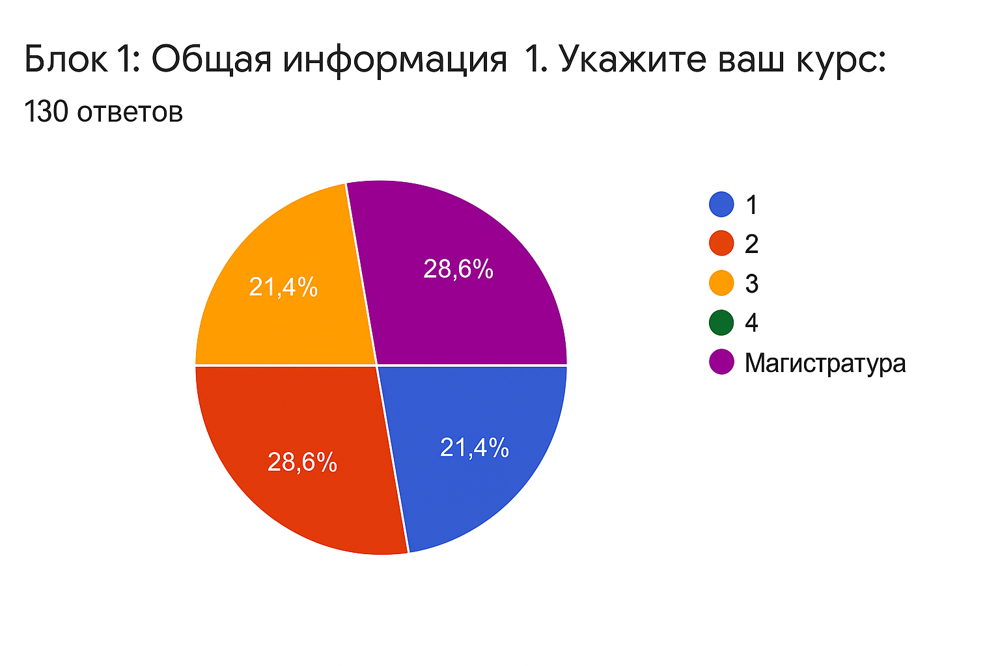 Блок 1: Общая информация 1. Укажите ваш курс:
130 ответов
21,4%
28,6%
28,6%
21,4%
1
2
3
4
Магистратура